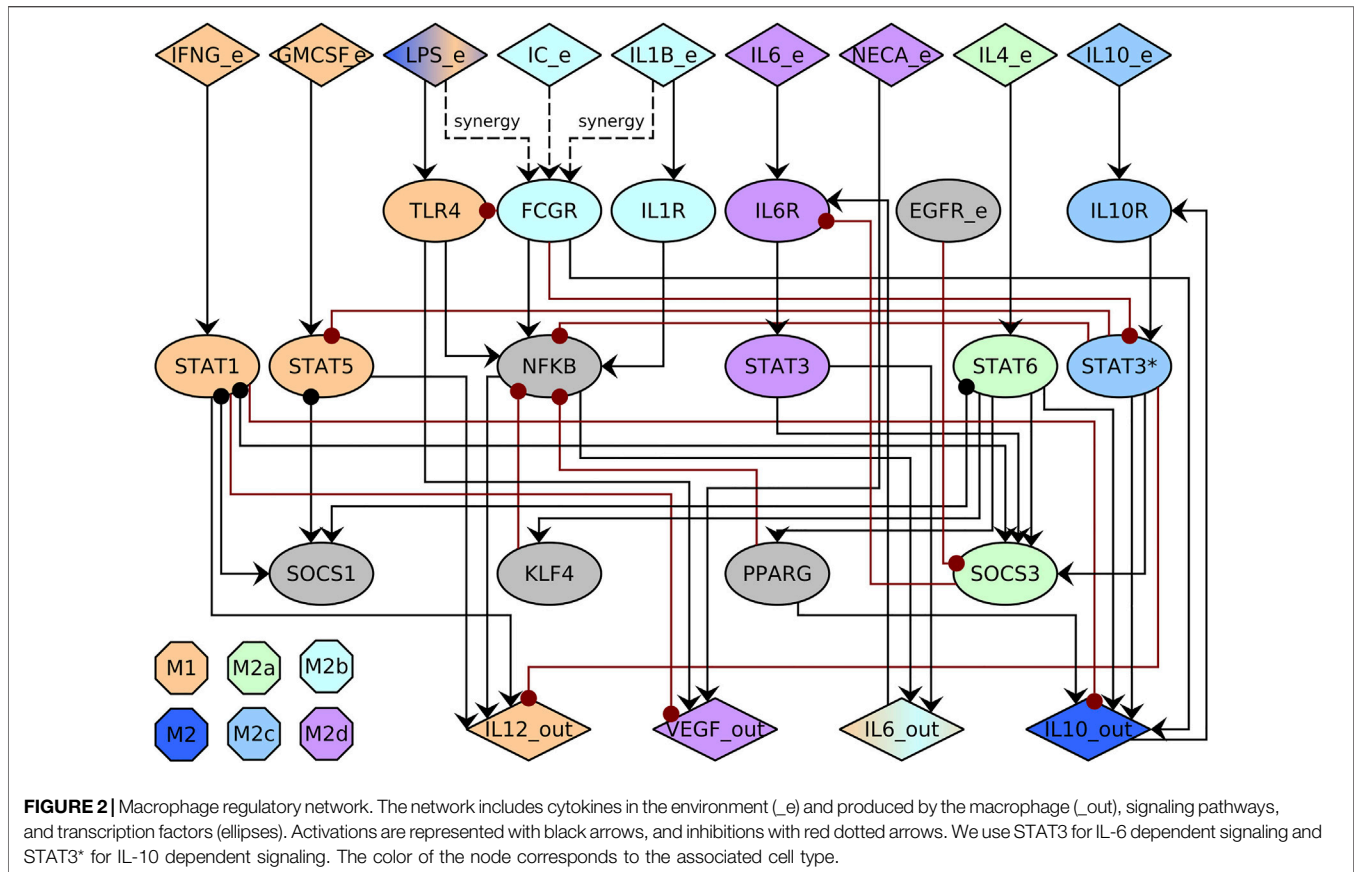 IFNG_e GMCSF_e LPS_e IC_e IL1B_e IL6_e NECA_e IL4_e IL10_e
synergy synergy
TLR4 FCGR IL1R IL6R EGFR_e IL10R
STAT1 STAT5 NFKB STAT3 STAT6 STAT3*
SOCS1 KLF4 PPARG SOCS3
M1 M2a M2b
M2 M2c M2d
IL12_out VEGF_out IL6_out IL10_out
FIGURE 2 | Macrophage regulatory network. The network includes cytokines in the environment (_e) and produced by the macrophage (_out), signaling pathways,
and transcription factors (ellipses). Activations are represented with black arrows, and inhibitions with red dotted arrows. We use STAT3 for IL-6 dependent signaling and
STAT3* for IL-10 dependent signaling. The color of the node corresponds to the associated cell type.